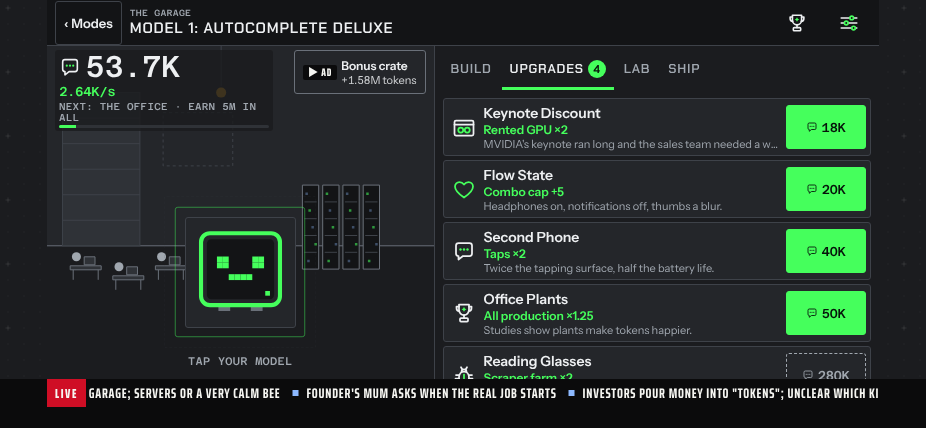 ‹ Modes
THE GARAGE
MODEL 1: AUTOCOMPLETE DELUXE
53.7K
2.64K/s
NEXT: THE OFFICE · EARN 5M IN
ALL
AD
Bonus crate
+1.58M tokens
TAP YOUR MODEL
BUILD
UPGRADES 4
LAB
SHIP
Keynote Discount
Rented GPU ×2
MVIDIA's keynote ran long and the sales team needed a w...
18K
Flow State
Combo cap +5
Headphones on, notifications off, thumbs a blur.
20K
Second Phone
Taps ×2
Twice the tapping surface, half the battery life.
40K
Office Plants
All production ×1.25
Studies show plants make tokens happier.
50K
Reading Glasses
Scraper farm ×2
280K
LIVE
GARAGE; SERVERS OR A VERY CALM BEE ■ FOUNDER'S MUM ASKS WHEN THE REAL JOB STARTS ■ INVESTORS POUR MONEY INTO "TOKENS"; UNCLEAR WHICH KI